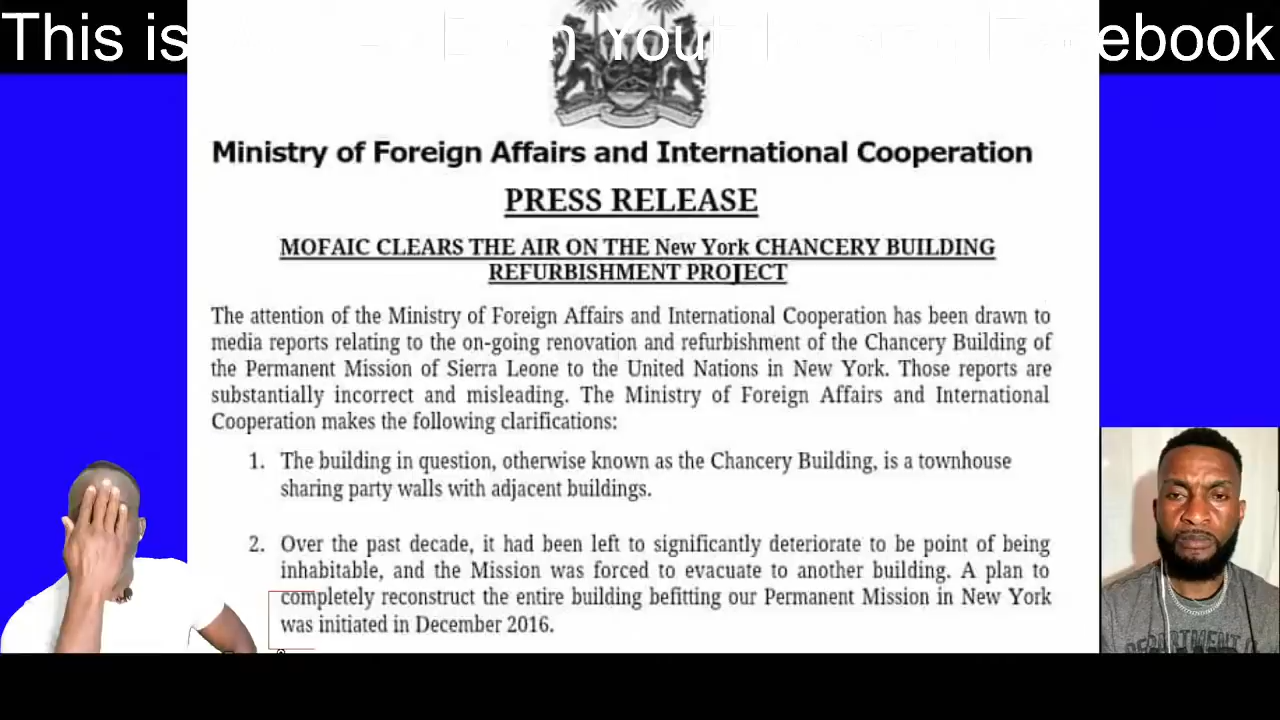 This is n You ebook
Ministry of Foreign Affairs and International Cooperation
PRESS RELEASE
MOFAIC CLEARS THE AIR ON THE New York CHANCERY BUILDING
REFURBISHMENT PROJECT
The attention of the Ministry of Foreign Affairs and International Cooperation has been drawn to
media reports relating to the on-going renovation and refurbishment of the Chancery Building of
the Permanent Mission of Sierra Leone to the United Nations in New York. Those reports are
substantially incorrect and misleading. The Ministry of Foreign Affairs and International
Cooperation makes the following clarifications:
1. The building in question, otherwise known as the Chancery Building, is a townhouse
sharing party walls with adjacent buildings.
2. Over the past decade, it had been left to significantly deteriorate to be point of being
inhabitable, and the Mission was forced to evacuate to another building. A plan to
completely reconstruct the entire building befitting our Permanent Mission in New York
was initiated in December 2016.
DEPARTMENT